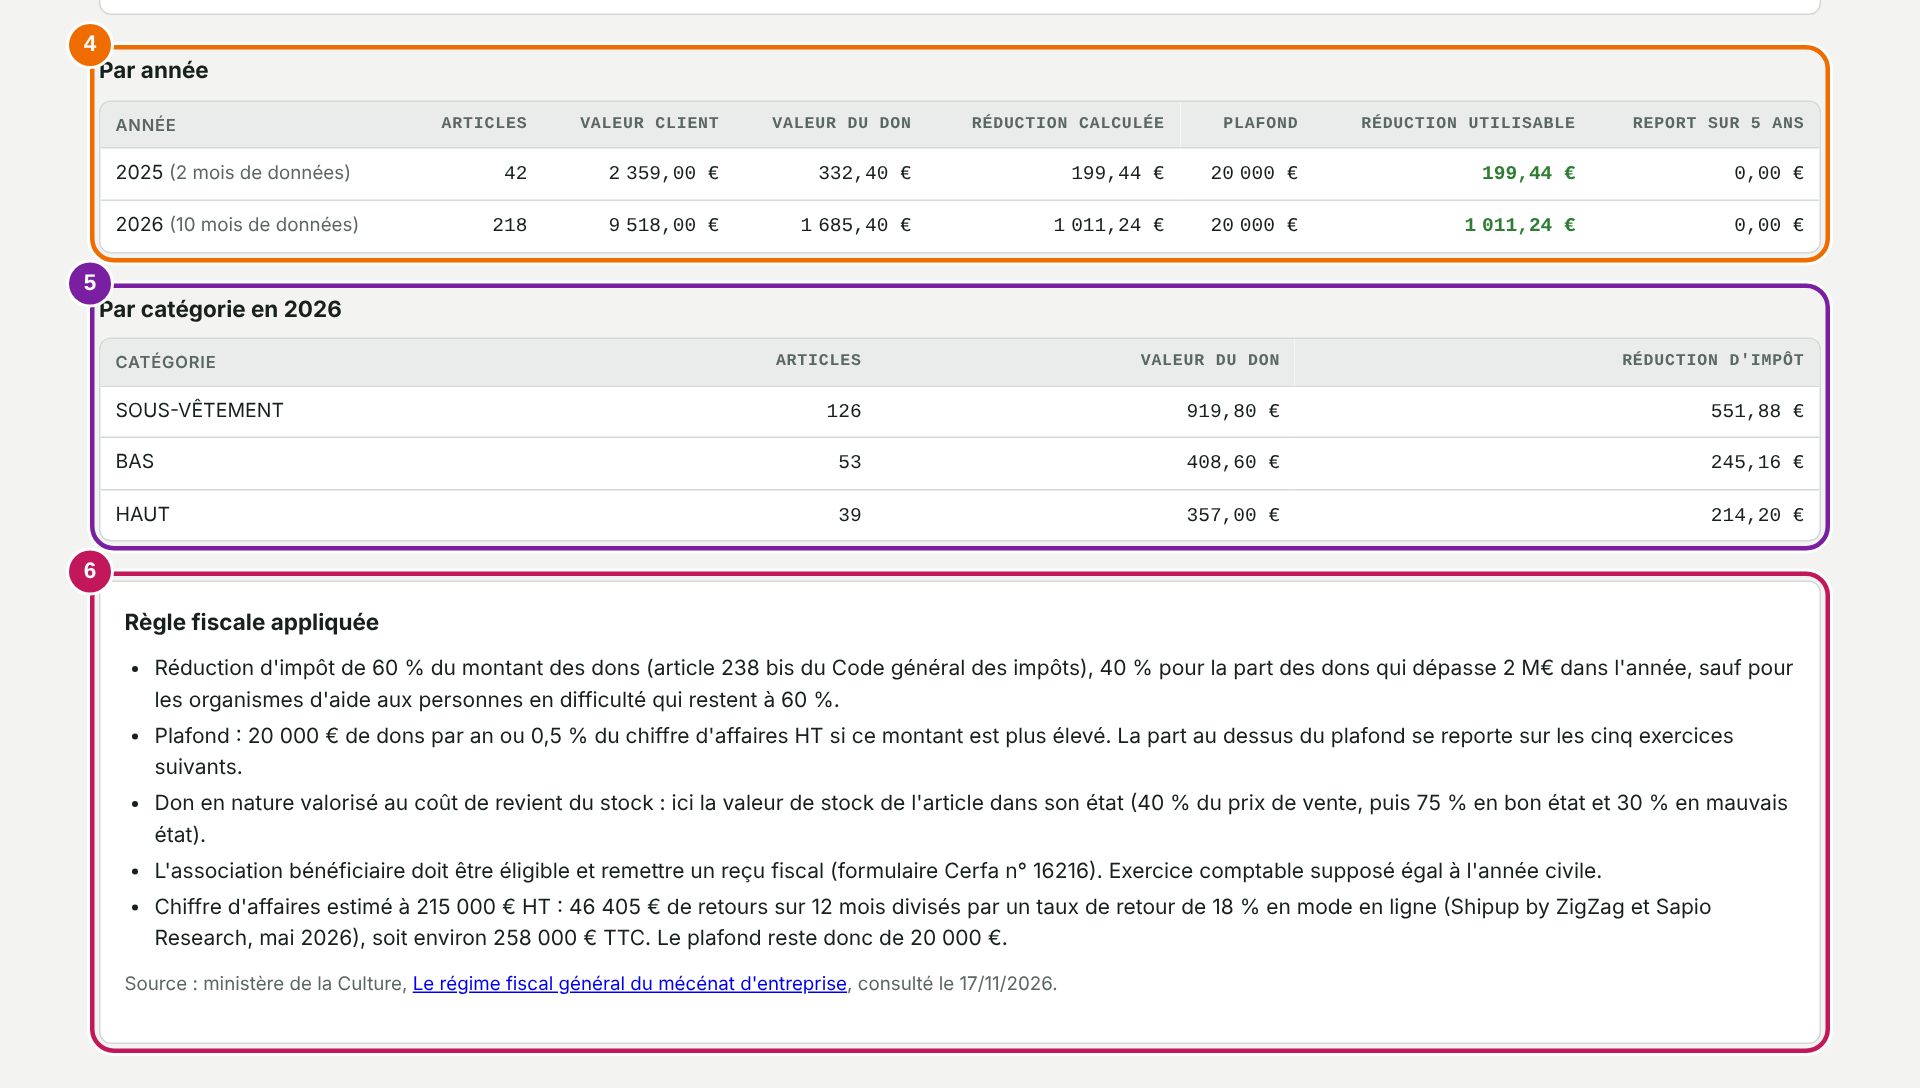 4
Par année
ANNÉE ARTICLES VALEUR CLIENT VALEUR DU DON RÉDUCTION CALCULÉE PLAFOND RÉDUCTION UTILISABLE REPORT SUR 5 ANS
2025 (2 mois de données) 42 2 359,00 € 332,40 € 199,44 € 20 000 € 199,44 € 0,00 €
2026 (10 mois de données) 218 9 518,00 € 1 685,40 € 1 011,24 € 20 000 € 1 011,24 € 0,00 €
5
Par catégorie en 2026
CATÉGORIE ARTICLES VALEUR DU DON RÉDUCTION D'IMPÔT
SOUS-VÊTEMENT 126 919,80 € 551,88 €
BAS 53 408,60 € 245,16 €
HAUT 39 357,00 € 214,20 €
6
Règle fiscale appliquée
• Réduction d'impôt de 60 % du montant des dons (article 238 bis du Code général des impôts), 40 % pour la part des dons qui dépasse 2 M€ dans l'année, sauf pour
les organismes d'aide aux personnes en difficulté qui restent à 60 %.
• Plafond : 20 000 € de dons par an ou 0,5 % du chiffre d'affaires HT si ce montant est plus élevé. La part au dessus du plafond se reporte sur les cinq exercices
suivants.
• Don en nature valorisé au coût de revient du stock : ici la valeur de stock de l'article dans son état (40 % du prix de vente, puis 75 % en bon état et 30 % en mauvais
état).
• L'association bénéficiaire doit être éligible et remettre un reçu fiscal (formulaire Cerfa n° 16216). Exercice comptable supposé égal à l'année civile.
• Chiffre d'affaires estimé à 215 000 € HT : 46 405 € de retours sur 12 mois divisés par un taux de retour de 18 % en mode en ligne (Shipup by ZigZag et Sapio
Research, mai 2026), soit environ 258 000 € TTC. Le plafond reste donc de 20 000 €.
Source : ministère de la Culture, Le régime fiscal général du mécénat d'entreprise, consulté le 17/11/2026.